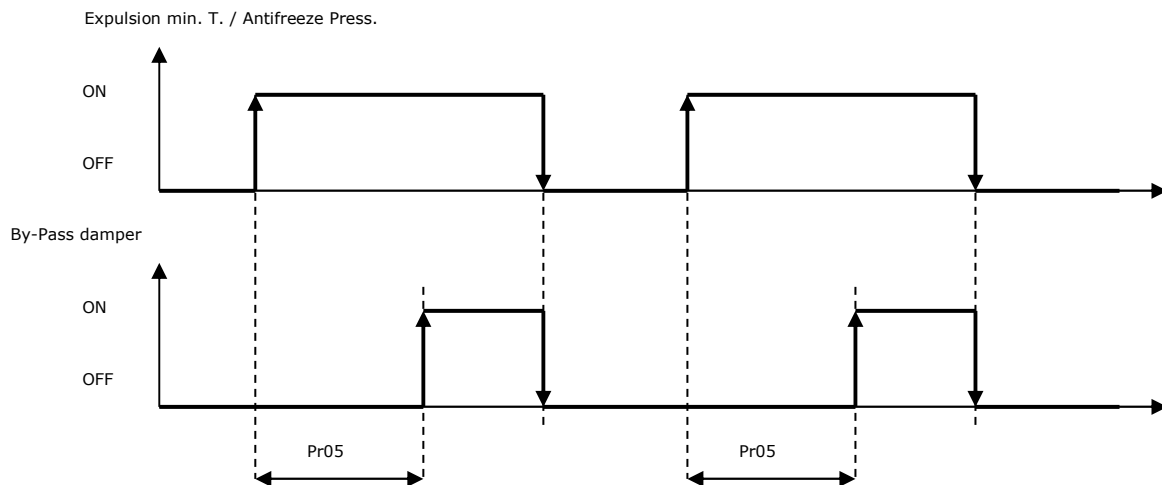 Expulsion min. T. / Antifreeze Press.
ON
OFF
By-Pass damper
ON
OFF
Pr05 Pr05